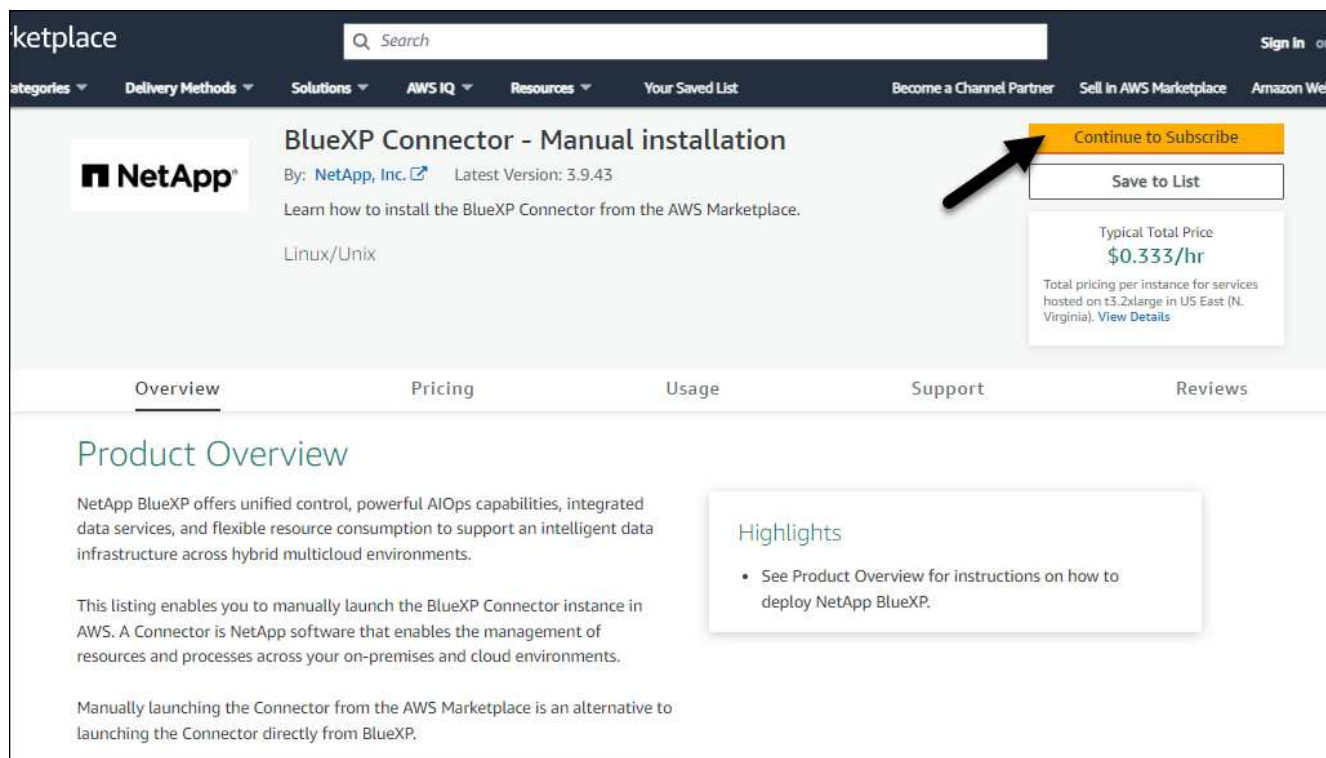 ketplace
Search
Sign in
Delivery Methods
Solutions
AWS IQ
Resources
Your Saved List
Become a Channel Partner
Sell in AWS Marketplace
NetApp
BlueXP Connector - Manual installation
By: NetApp, Inc. Latest Version: 3.9.43
Learn how to install the BlueXP Connector from the AWS Marketplace.
Linux/Unix
Continue to Subscribe
Save to List
Typical Total Price
$0.333/hr
Total pricing per instance for services
hosted on t3.2xlarge in US East (N.
Virginia). View Details
Overview Pricing Usage Support Reviews
Product Overview
NetApp BlueXP offers unified control, powerful AIOps capabilities, integrated
data services, and flexible resource consumption to support an intelligent data
infrastructure across hybrid multicloud environments.
This listing enables you to manually launch the BlueXP Connector instance in
AWS. A Connector is NetApp software that enables the management of
resources and processes across your on-premises and cloud environments.
Manually launching the Connector from the AWS Marketplace is an alternative to
launching the Connector directly from BlueXP.
Highlights
• See Product Overview for instructions on how to
deploy NetApp BlueXP.